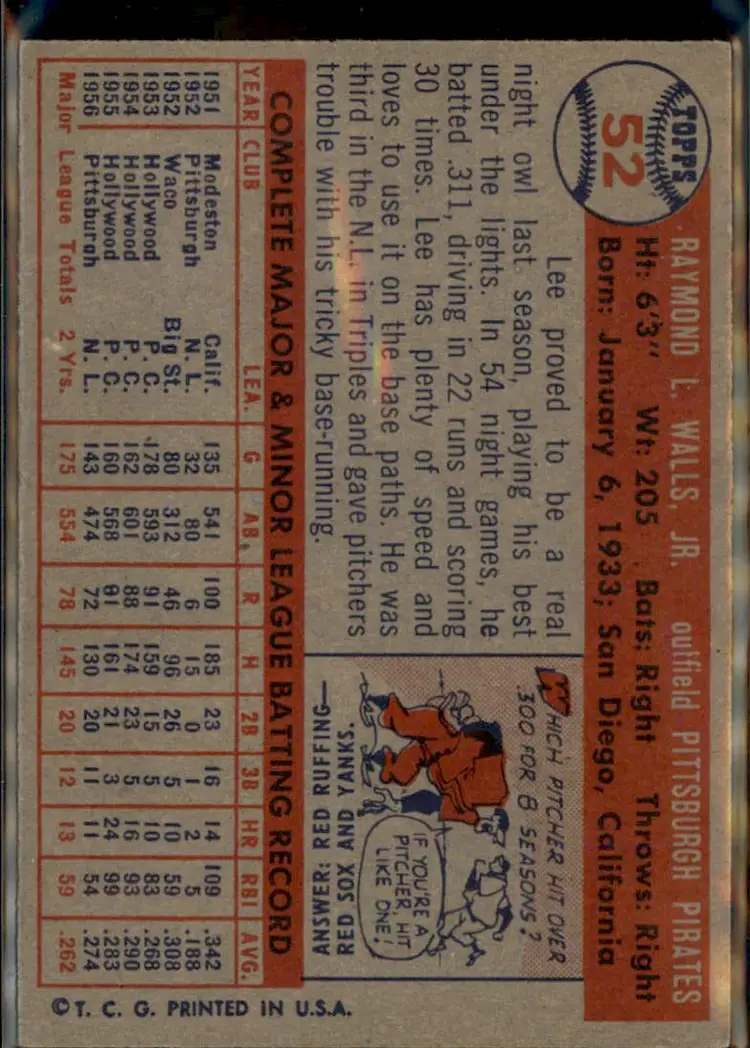 TOPPS
52
RAYMOND L. WALLS, JR. outfield PITTSBURGH PIRATES
Ht: 6'3" Wt: 205 Bats: Right Throws: Right
Born: January 6, 1933; San Diego, California
Lee proved to be a real
night owl last season, playing his best
under the lights. In 54 night games, he
batted .311, driving in 22 runs and scoring
30 times. Lee has plenty of speed and
loves to use it on the base paths. He was
third in the N.L. in Triples and gave pitchers
trouble with his tricky base-running.
WHICH PITCHER HIT OVER
.300 FOR 8 SEASONS?
IF YOU'RE A
PITCHER, HIT
LIKE ONE!
ANSWER: RED RUFFING—
RED SOX AND YANKS.
COMPLETE MAJOR & MINOR LEAGUE BATTING RECORD
YEAR CLUB LEA. G AB. R H 2B 3B HR RBI AVG.
1951 Modeston Calif. 135 541 100 185 23 16 14 109 .342
1952 Pittsburgh N. L. 32 80 6 15 0 1 2 5 .188
1952 Waco Big St. 80 312 46 96 26 5 10 59 .308
1953 Hollywood P. C. 178 593 91 159 15 5 10 83 .268
1954 Hollywood P. C. 162 601 88 174 23 5 16 93 .290
1955 Hollywood P. C. 160 568 91 161 21 3 24 99 .283
1956 Pittsburgh N. L. 143 474 72 130 20 11 11 54 .274
Major League Totals 2 Yrs. 175 554 78 145 20 12 13 59 .262
© T. C. G. PRINTED IN U.S.A.